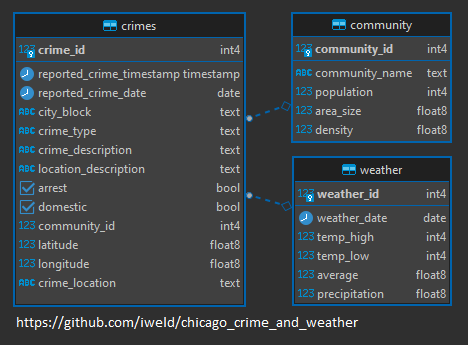 crimes
123 crime_id int4
reported_crime_timestamp timestamp
reported_crime_date date
ABC city_block text
ABC crime_type text
ABC crime_description text
ABC location_description text
arrest bool
domestic bool
123 community_id int4
123 latitude float8
123 longitude float8
ABC crime_location text
community
123 community_id int4
ABC community_name text
123 population int4
123 area_size float8
123 density float8
weather
123 weather_id int4
weather_date date
123 temp_high int4
123 temp_low int4
123 average float8
123 precipitation float8
https://github.com/iweld/chicago_crime_and_weather